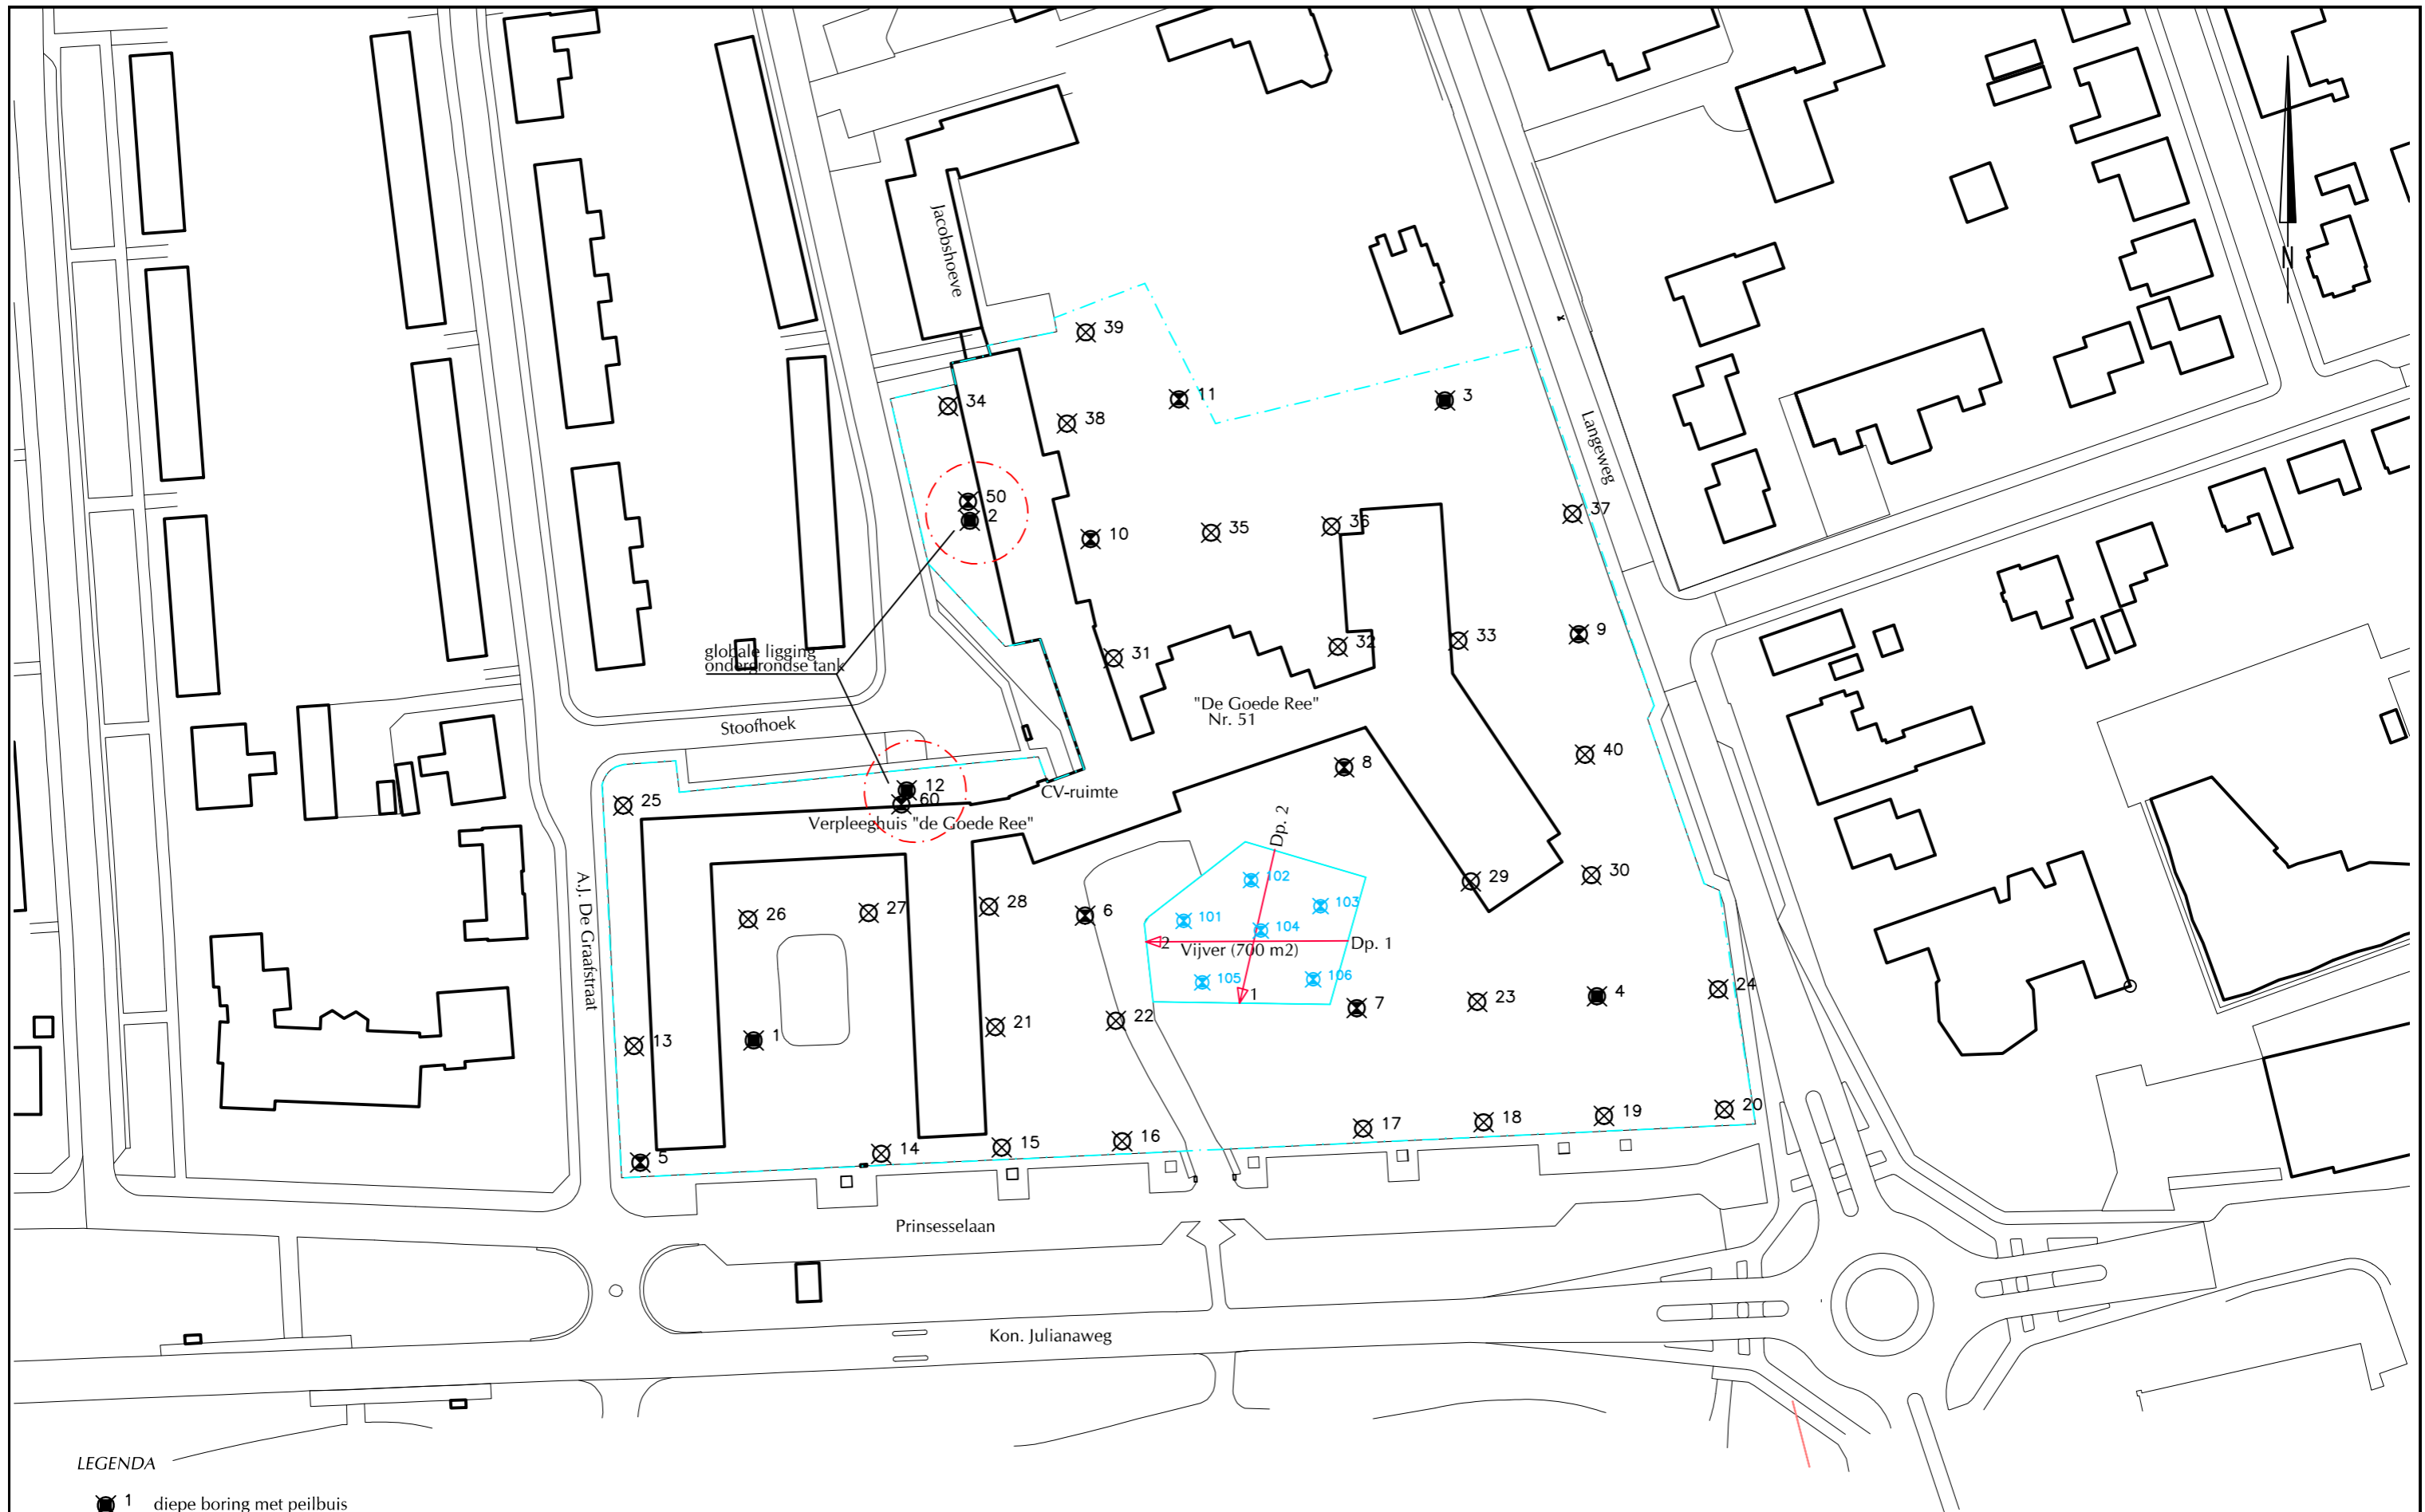 N
Jacobshoeve
39
34
38
11
3
Langeweg
50
2
10
35
36
37
9
globale ligging
ondergrondse tank
31
32
33
"De Goede Ree"
Nr. 51
Stoofhoek
40
8
CV-ruimte
12
60
25
Verpleeghuis "de Goede Ree"
Dp. 2
A.J. De Graafstraat
26
27
28
6
102
29
30
101
103
104
2
Vijver (700 m2)
Dp. 1
105
106
1
13
1
21
22
7
23
4
24
5
14
15
16
17
18
19
20
Prinsesselaan
Kon. Julianaweg
LEGENDA
1 diepe boring met peilbuis